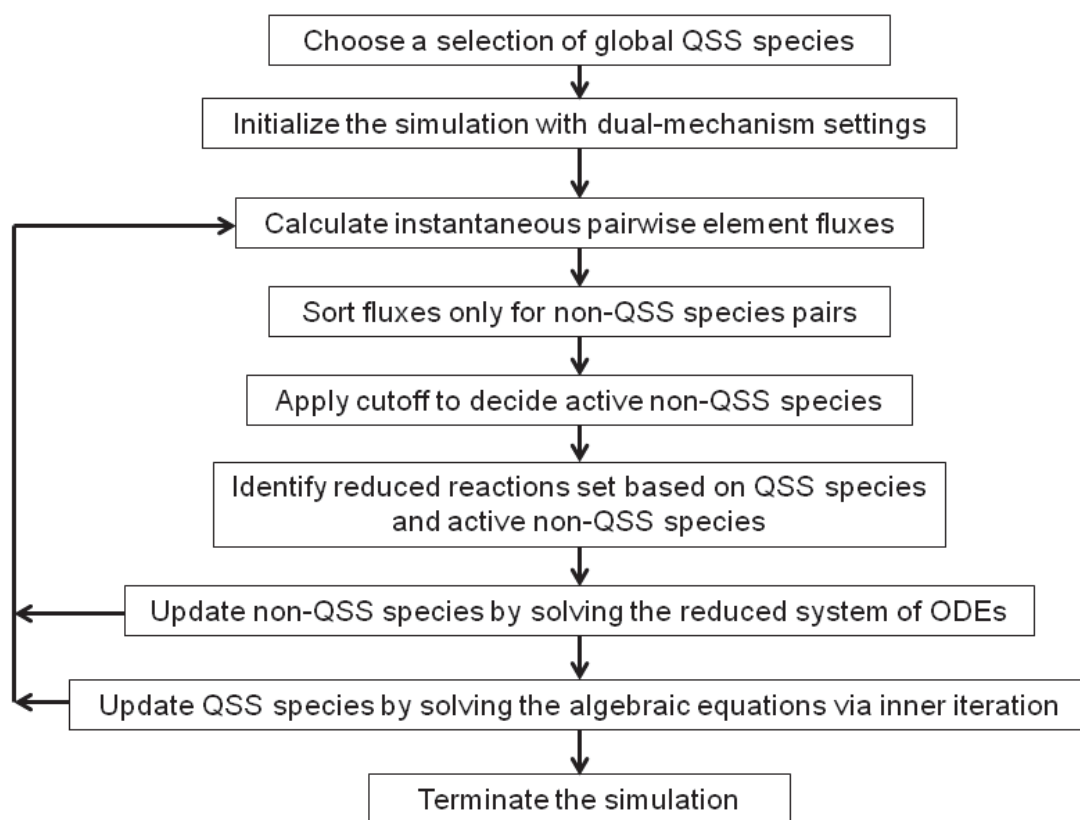 Choose a selection of global QSS species
Initialize the simulation with dual-mechanism settings
Calculate instantaneous pairwise element fluxes
Sort fluxes only for non-QSS species pairs
Apply cutoff to decide active non-QSS species
Identify reduced reactions set based on QSS species
and active non-QSS species
Update non-QSS species by solving the reduced system of ODEs
Update QSS species by solving the algebraic equations via inner iteration
Terminate the simulation